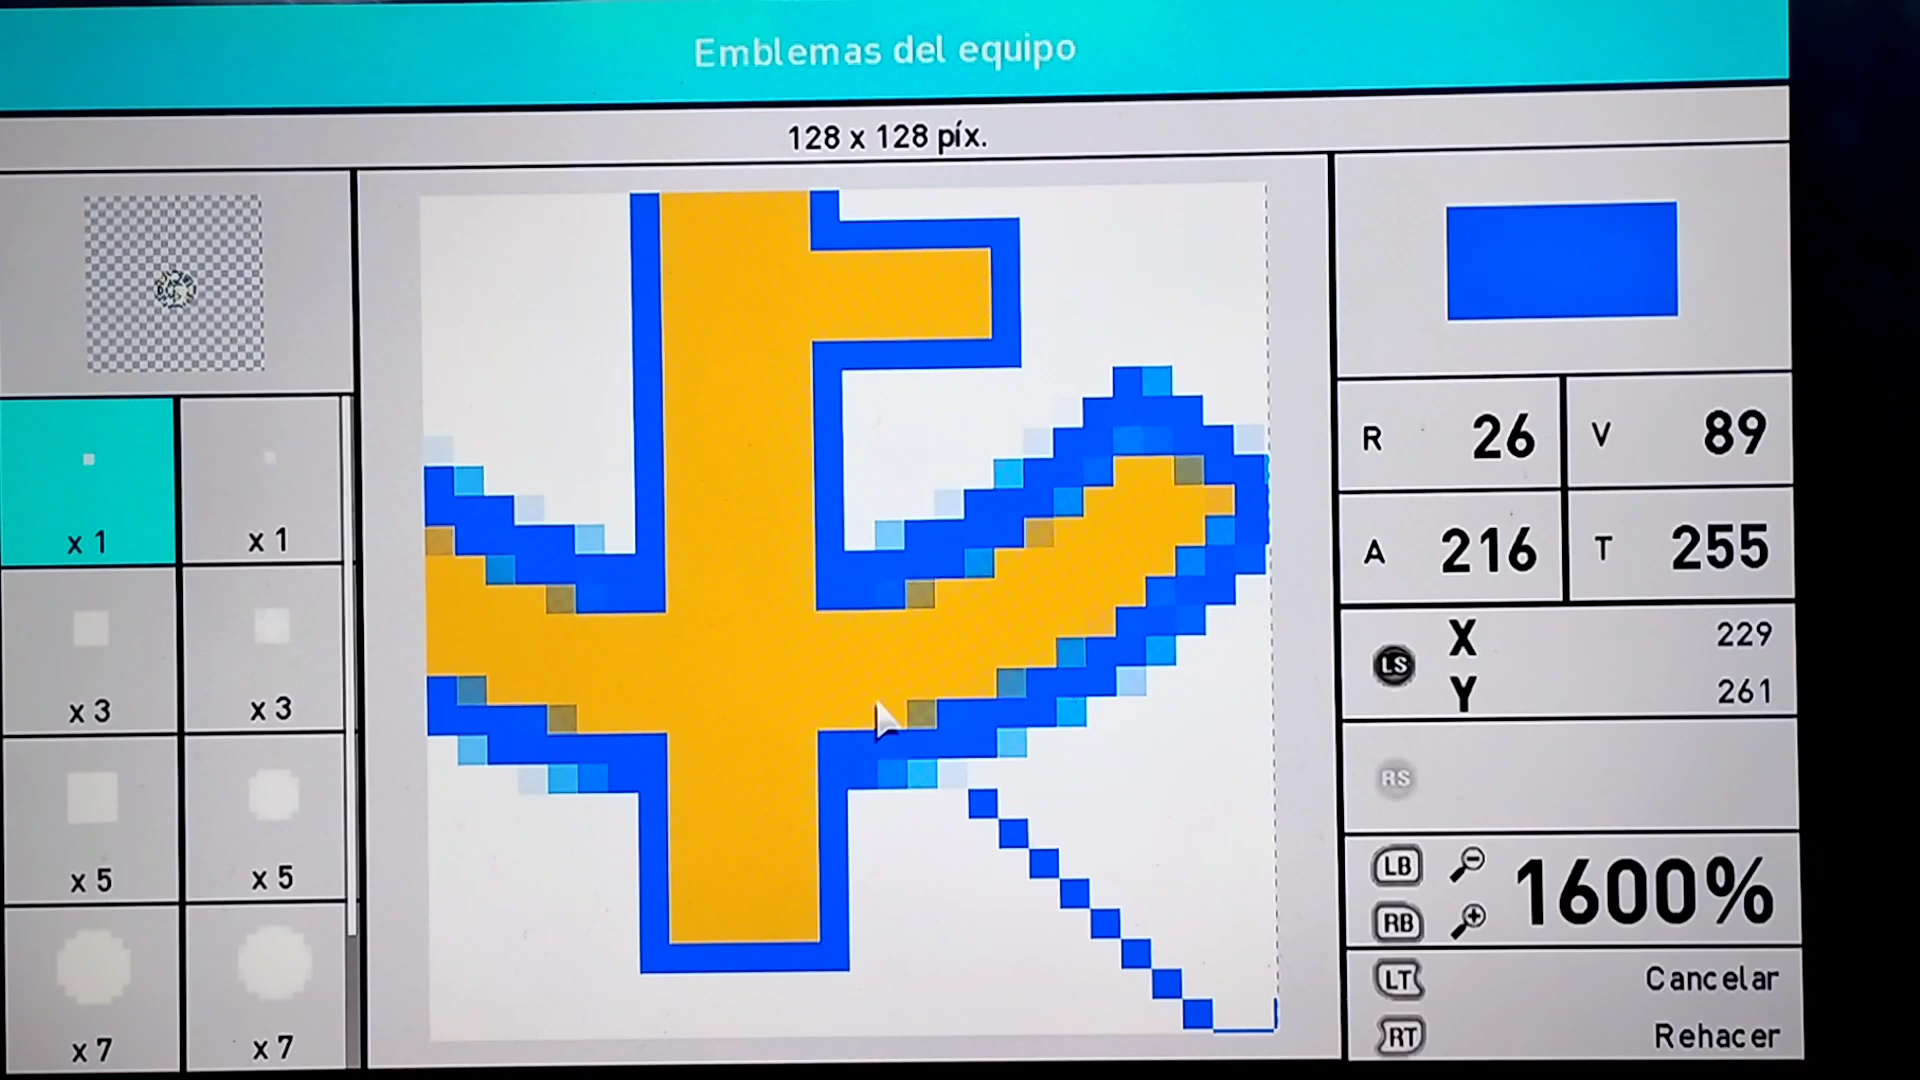 Emblemas del equipo
128 x 128 píx.
x 1
x 1
x 3
x 3
x 5
x 5
x 7
x 7
R 26
V 89
A 216
T 255
LS X 229
Y 261
RS
LB 1600%
RB
LT Cancelar
RT Rehacer